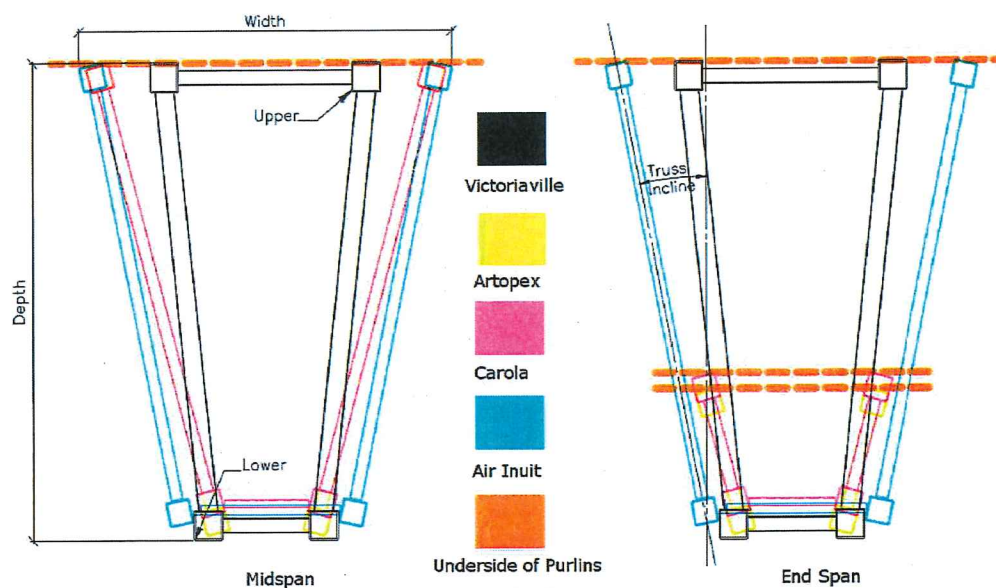 Width
Upper
Depth
Lower
Midspan
Victoriaville
Artopex
Carola
Air Inuit
Underside of Purlins
Truss
Incline
End Span